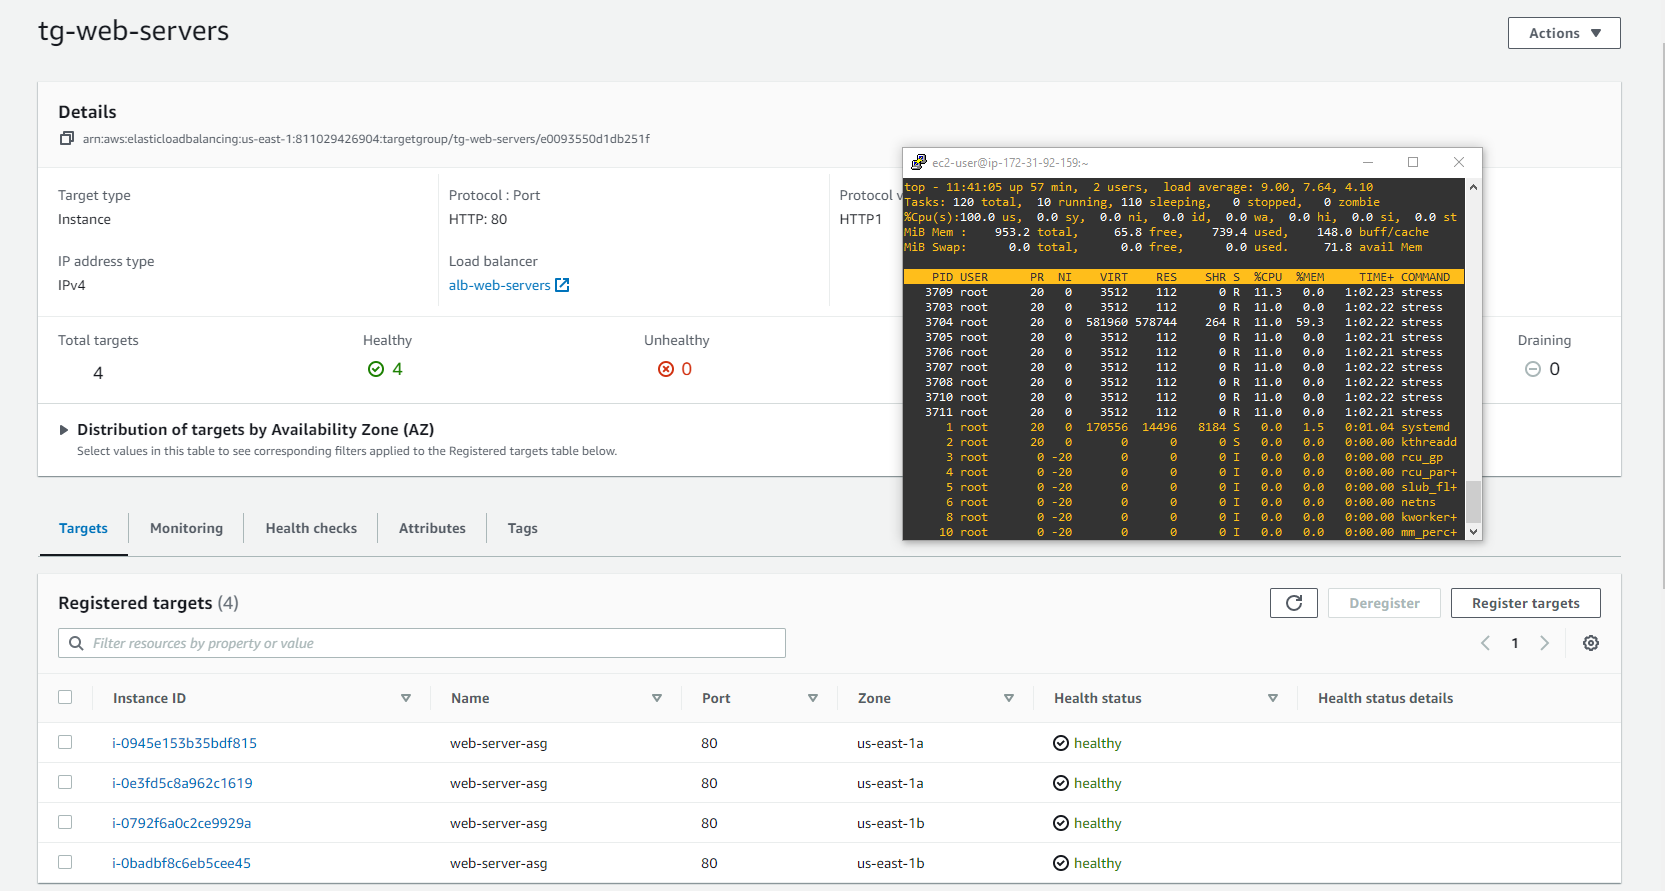 tg-web-servers
Actions
Details
arn:aws:elasticloadbalancing:us-east-1:811029426904:targetgroup/tg-web-servers/e0093550d1db251f
Target type
Instance
Protocol : Port
HTTP: 80
Protocol v
HTTP1
IP address type
IPv4
Load balancer
alb-web-servers
Total targets
4
Healthy
4
Unhealthy
0
Draining
0
Distribution of targets by Availability Zone (AZ)
Select values in this table to see corresponding filters applied to the Registered targets table below.
ec2-user@ip-172-31-92-159:~
top - 11:41:05 up 57 min,  2 users,  load average: 9.00, 7.64, 4.10
Tasks: 120 total,  10 running, 110 sleeping,   0 stopped,   0 zombie
%Cpu(s):100.0 us,  0.0 sy,  0.0 ni,  0.0 id,  0.0 wa,  0.0 hi,  0.0 si,  0.0 st
MiB Mem :    953.2 total,     65.8 free,    739.4 used,    148.0 buff/cache
MiB Swap:      0.0 total,      0.0 free,      0.0 used.     71.8 avail Mem
PID USER      PR  NI    VIRT    RES    SHR S  %CPU  %MEM     TIME+ COMMAND
3709 root      20   0    3512    112      0 R  11.3   0.0   1:02.23 stress
3703 root      20   0    3512    112      0 R  11.0   0.0   1:02.22 stress
3704 root      20   0  581960 578744    264 R  11.0  59.3   1:02.22 stress
3705 root      20   0    3512    112      0 R  11.0   0.0   1:02.21 stress
3706 root      20   0    3512    112      0 R  11.0   0.0   1:02.21 stress
3707 root      20   0    3512    112      0 R  11.0   0.0   1:02.22 stress
3708 root      20   0    3512    112      0 R  11.0   0.0   1:02.22 stress
3710 root      20   0    3512    112      0 R  11.0   0.0   1:02.22 stress
3711 root      20   0    3512    112      0 R  11.0   0.0   1:02.21 stress
1 root      20   0  170556  14496   8184 S   0.0   1.5   0:01.04 systemd
2 root      20   0       0      0      0 S   0.0   0.0   0:00.00 kthreadd
3 root       0 -20       0      0      0 I   0.0   0.0   0:00.00 rcu_gp
4 root       0 -20       0      0      0 I   0.0   0.0   0:00.00 rcu_par+
5 root       0 -20       0      0      0 I   0.0   0.0   0:00.00 slub_fl+
6 root       0 -20       0      0      0 I   0.0   0.0   0:00.00 netns
8 root       0 -20       0      0      0 I   0.0   0.0   0:00.00 kworker+
10 root       0 -20       0      0      0 I   0.0   0.0   0:00.00 mm_perc+
Targets
Monitoring
Health checks
Attributes
Tags
Registered targets (4)
Deregister
Register targets
Filter resources by property or value
1
Instance ID
Name
Port
Zone
Health status
Health status details
i-0945e153b35bdf815 web-server-asg 80 us-east-1a healthy
i-0e3fd5c8a962c1619 web-server-asg 80 us-east-1a healthy
i-0792f6a0c2ce9929a web-server-asg 80 us-east-1b healthy
i-0badbf8c6eb5cee45 web-server-asg 80 us-east-1b healthy